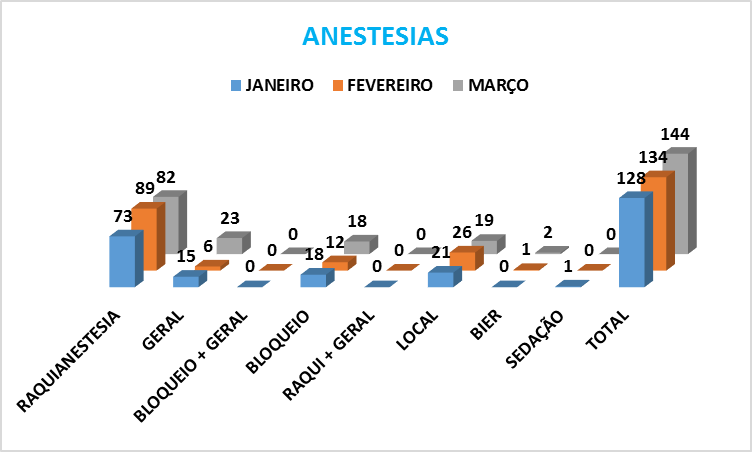 ANESTESIAS
JANEIRO FEVEREIRO MARÇO
73 89 82
15 6 23
0 0 0
18 12 18
0 0 0
21 26 19
0 1 2
1 0 0
128 134 144
RAQUIANESTESIA
GERAL
BLOQUEIO + GERAL
BLOQUEIO
RAQUI + GERAL
LOCAL
BIER
SEDAÇÃO
TOTAL